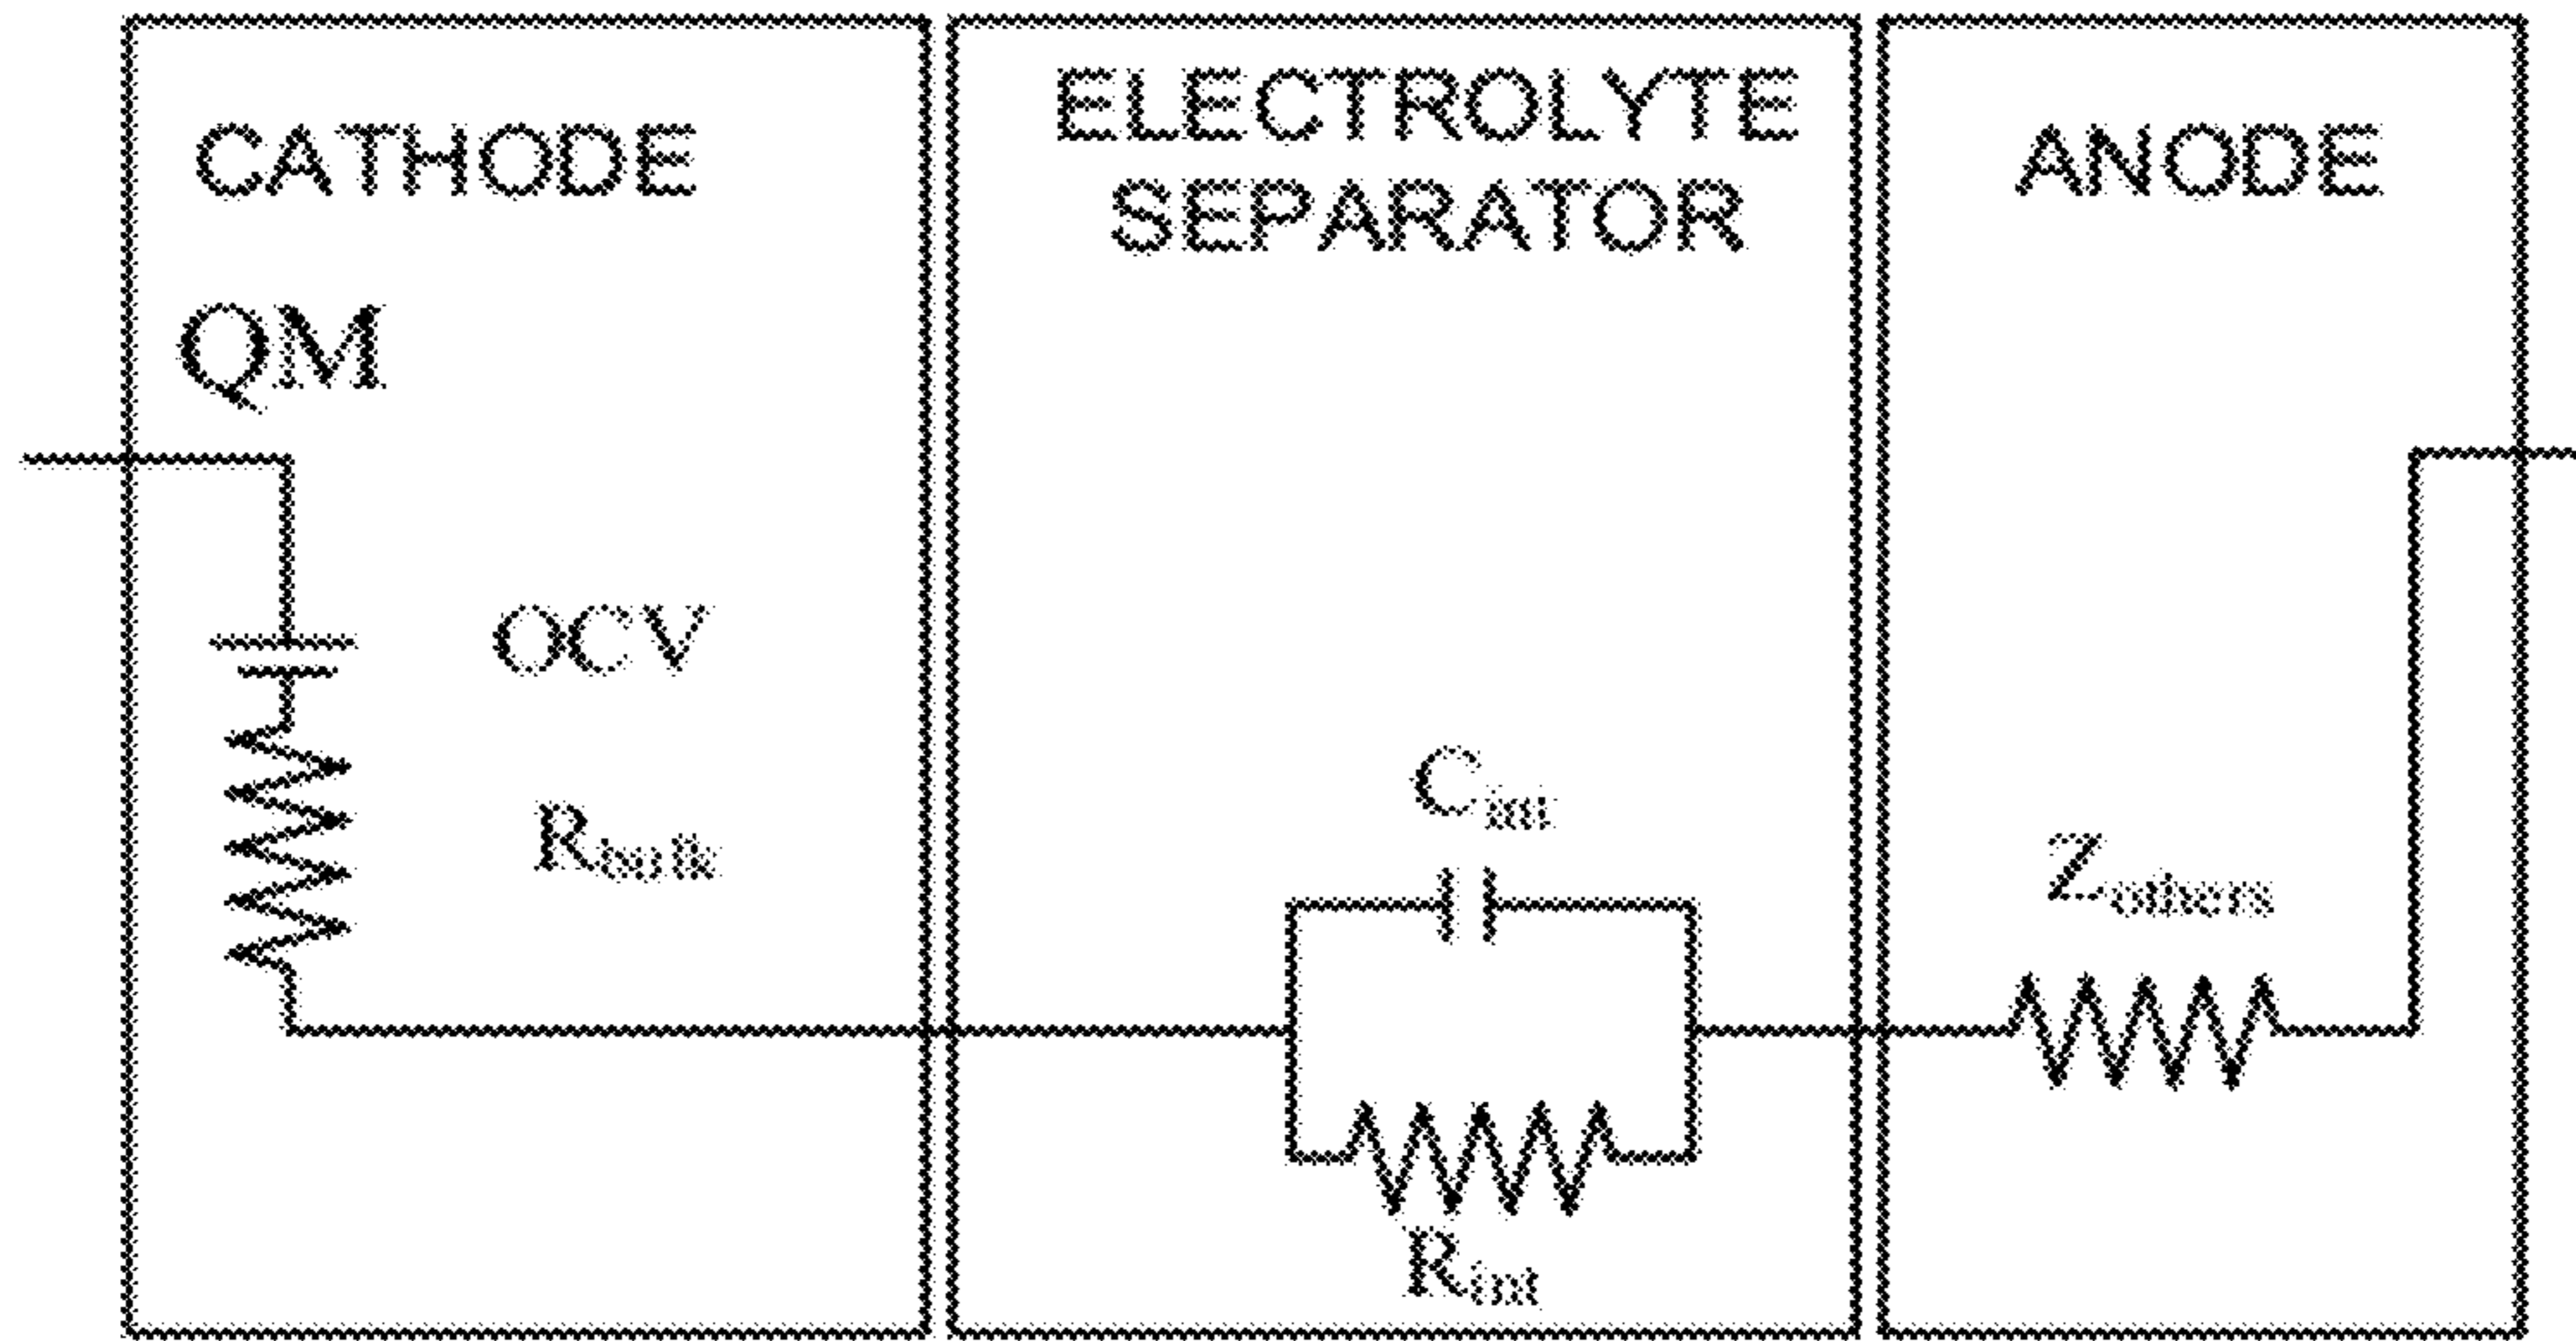 CATHODE
QM
OCV
Rbulk
ELECTROLYTE
SEPARATOR
Cint
Rint
ANODE
Zothers